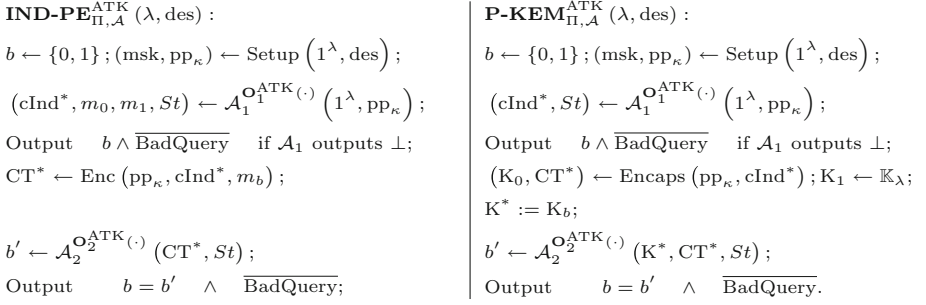 IND-PE^{ATK}_{Π,𝒜} (λ, des) :
b ← {0, 1} ; (msk, pp_κ) ← Setup (1^λ, des) ;
(cInd*, m_0, m_1, St) ← 𝒜_1^{O_1^{ATK}(·)} (1^λ, pp_κ) ;
Output b ∧ \overline{BadQuery} if 𝒜_1 outputs ⊥;
CT* ← Enc (pp_κ, cInd*, m_b) ;
b′ ← 𝒜_2^{O_2^{ATK}(·)} (CT*, St) ;
Output b = b′ ∧ \overline{BadQuery};
P-KEM^{ATK}_{Π,𝒜} (λ, des) :
b ← {0, 1} ; (msk, pp_κ) ← Setup (1^λ, des) ;
(cInd*, St) ← 𝒜_1^{O_1^{ATK}(·)} (1^λ, pp_κ) ;
Output b ∧ \overline{BadQuery} if 𝒜_1 outputs ⊥;
(K_0, CT*) ← Encaps (pp_κ, cInd*) ; K_1 ← 𝕂_λ;
K* := K_b;
b′ ← 𝒜_2^{O_2^{ATK}(·)} (K*, CT*, St) ;
Output b = b′ ∧ \overline{BadQuery}.